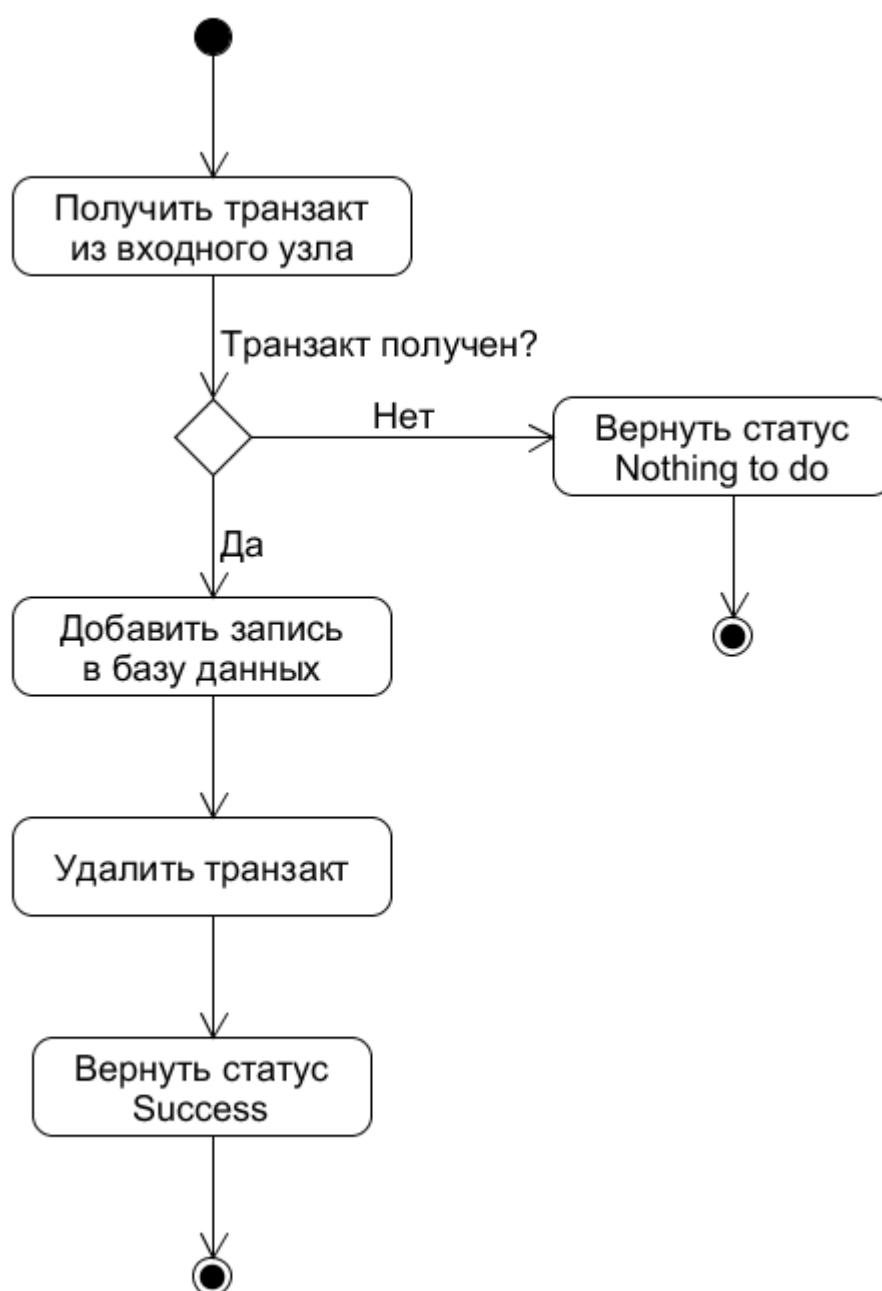 Получить транзакт
из входного узла
Транзакт получен?
Нет
Вернуть статус
Nothing to do
Да
Добавить запись
в базу данных
Удалить транзакт
Вернуть статус
Success